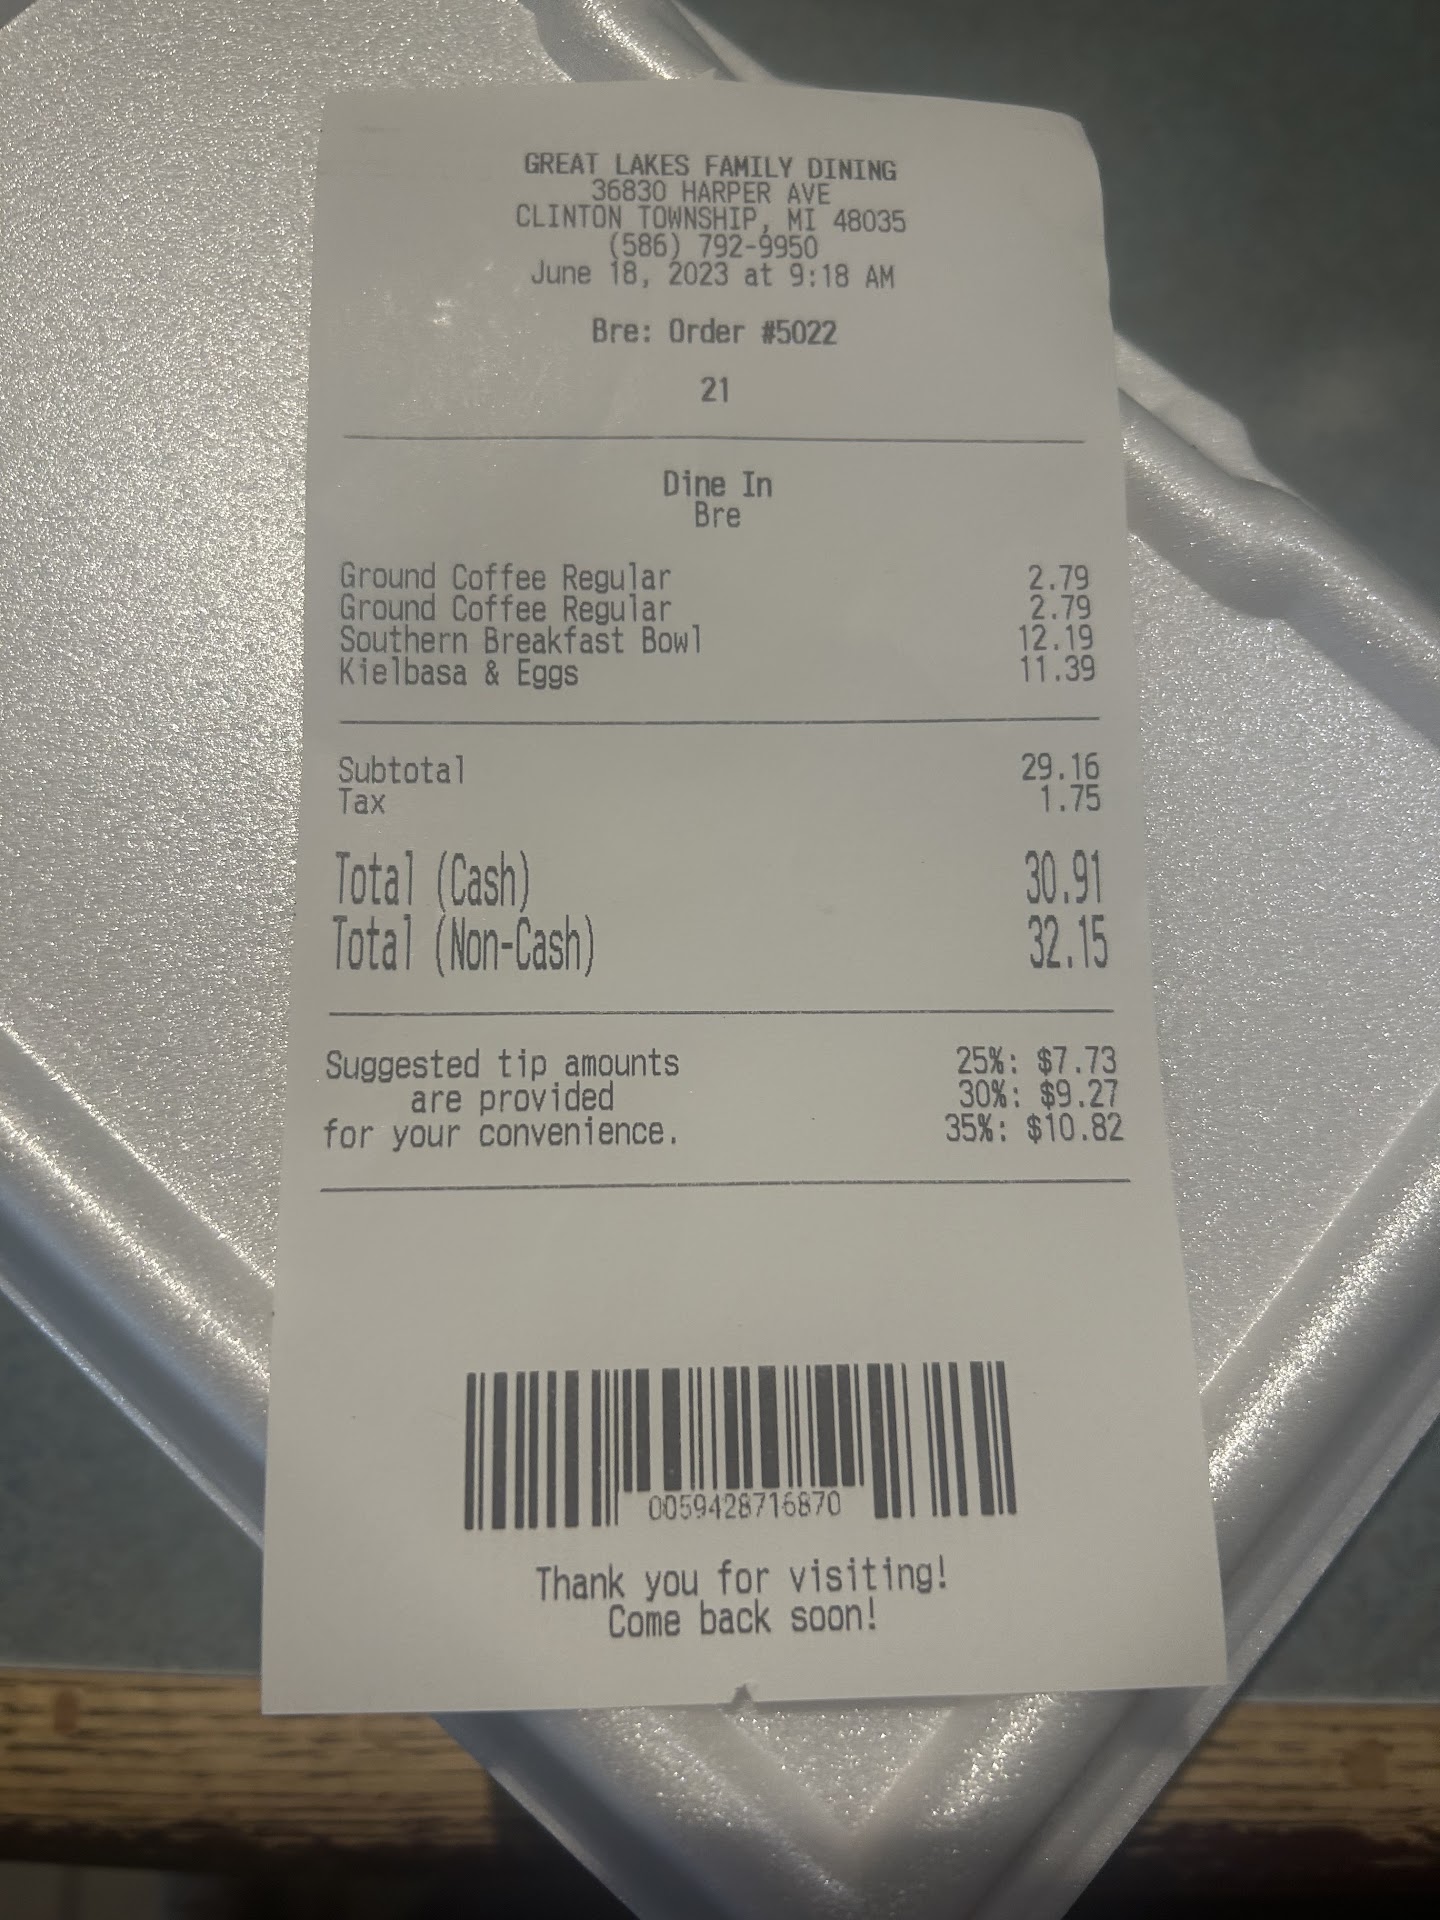 GREAT LAKES FAMILY DINING
36830 HARPER AVE
CLINTON TOWNSHIP, MI 48035
(586) 792-9950
June 18, 2023 at 9:18 AM
Bre: Order #5022
21
Dine In
Bre
Ground Coffee Regular 2.79
Ground Coffee Regular 2.79
Southern Breakfast Bowl 12.19
Kielbasa & Eggs 11.39
Subtotal 29.16
Tax 1.75
Total (Cash) 30.91
Total (Non-Cash) 32.15
Suggested tip amounts 25%: $7.73
are provided 30%: $9.27
for your convenience. 35%: $10.82
0059428716870
Thank you for visiting!
Come back soon!